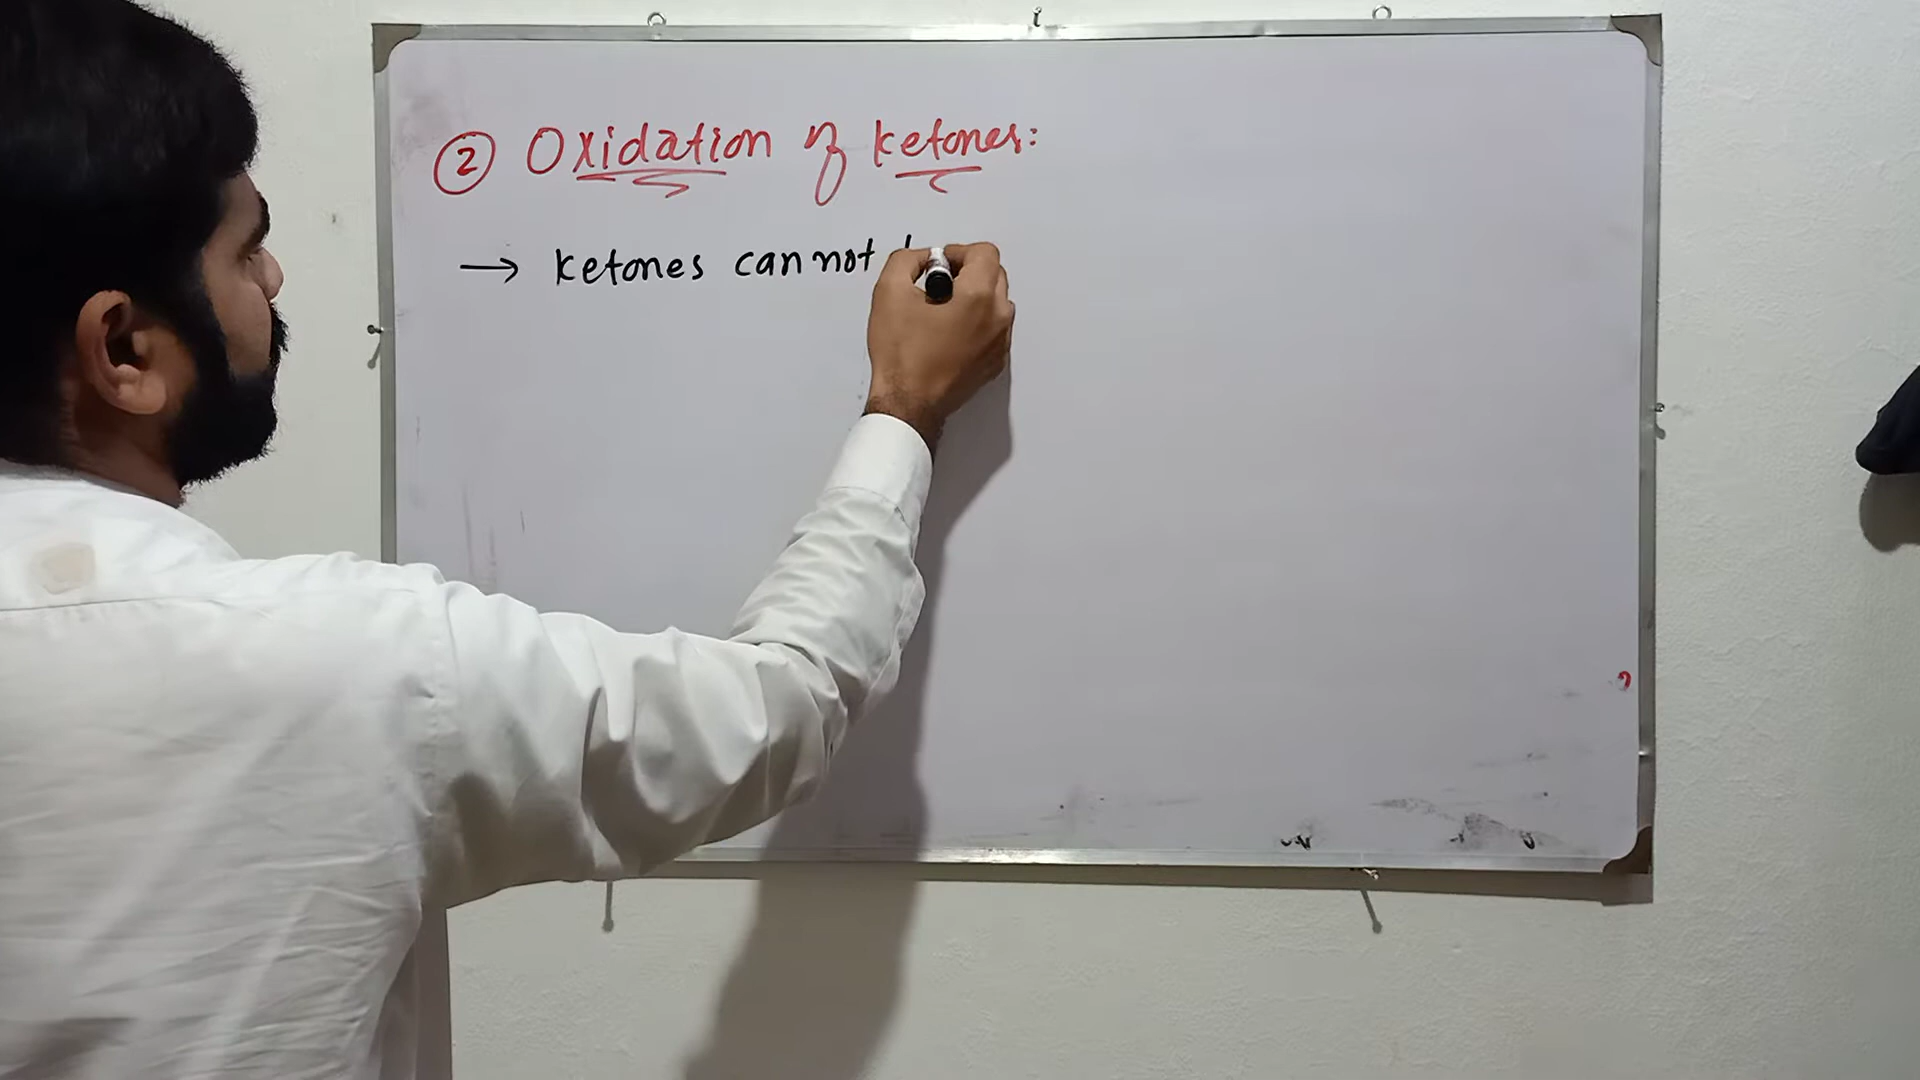 ② Oxidation of ketones:
→ ketones cannot